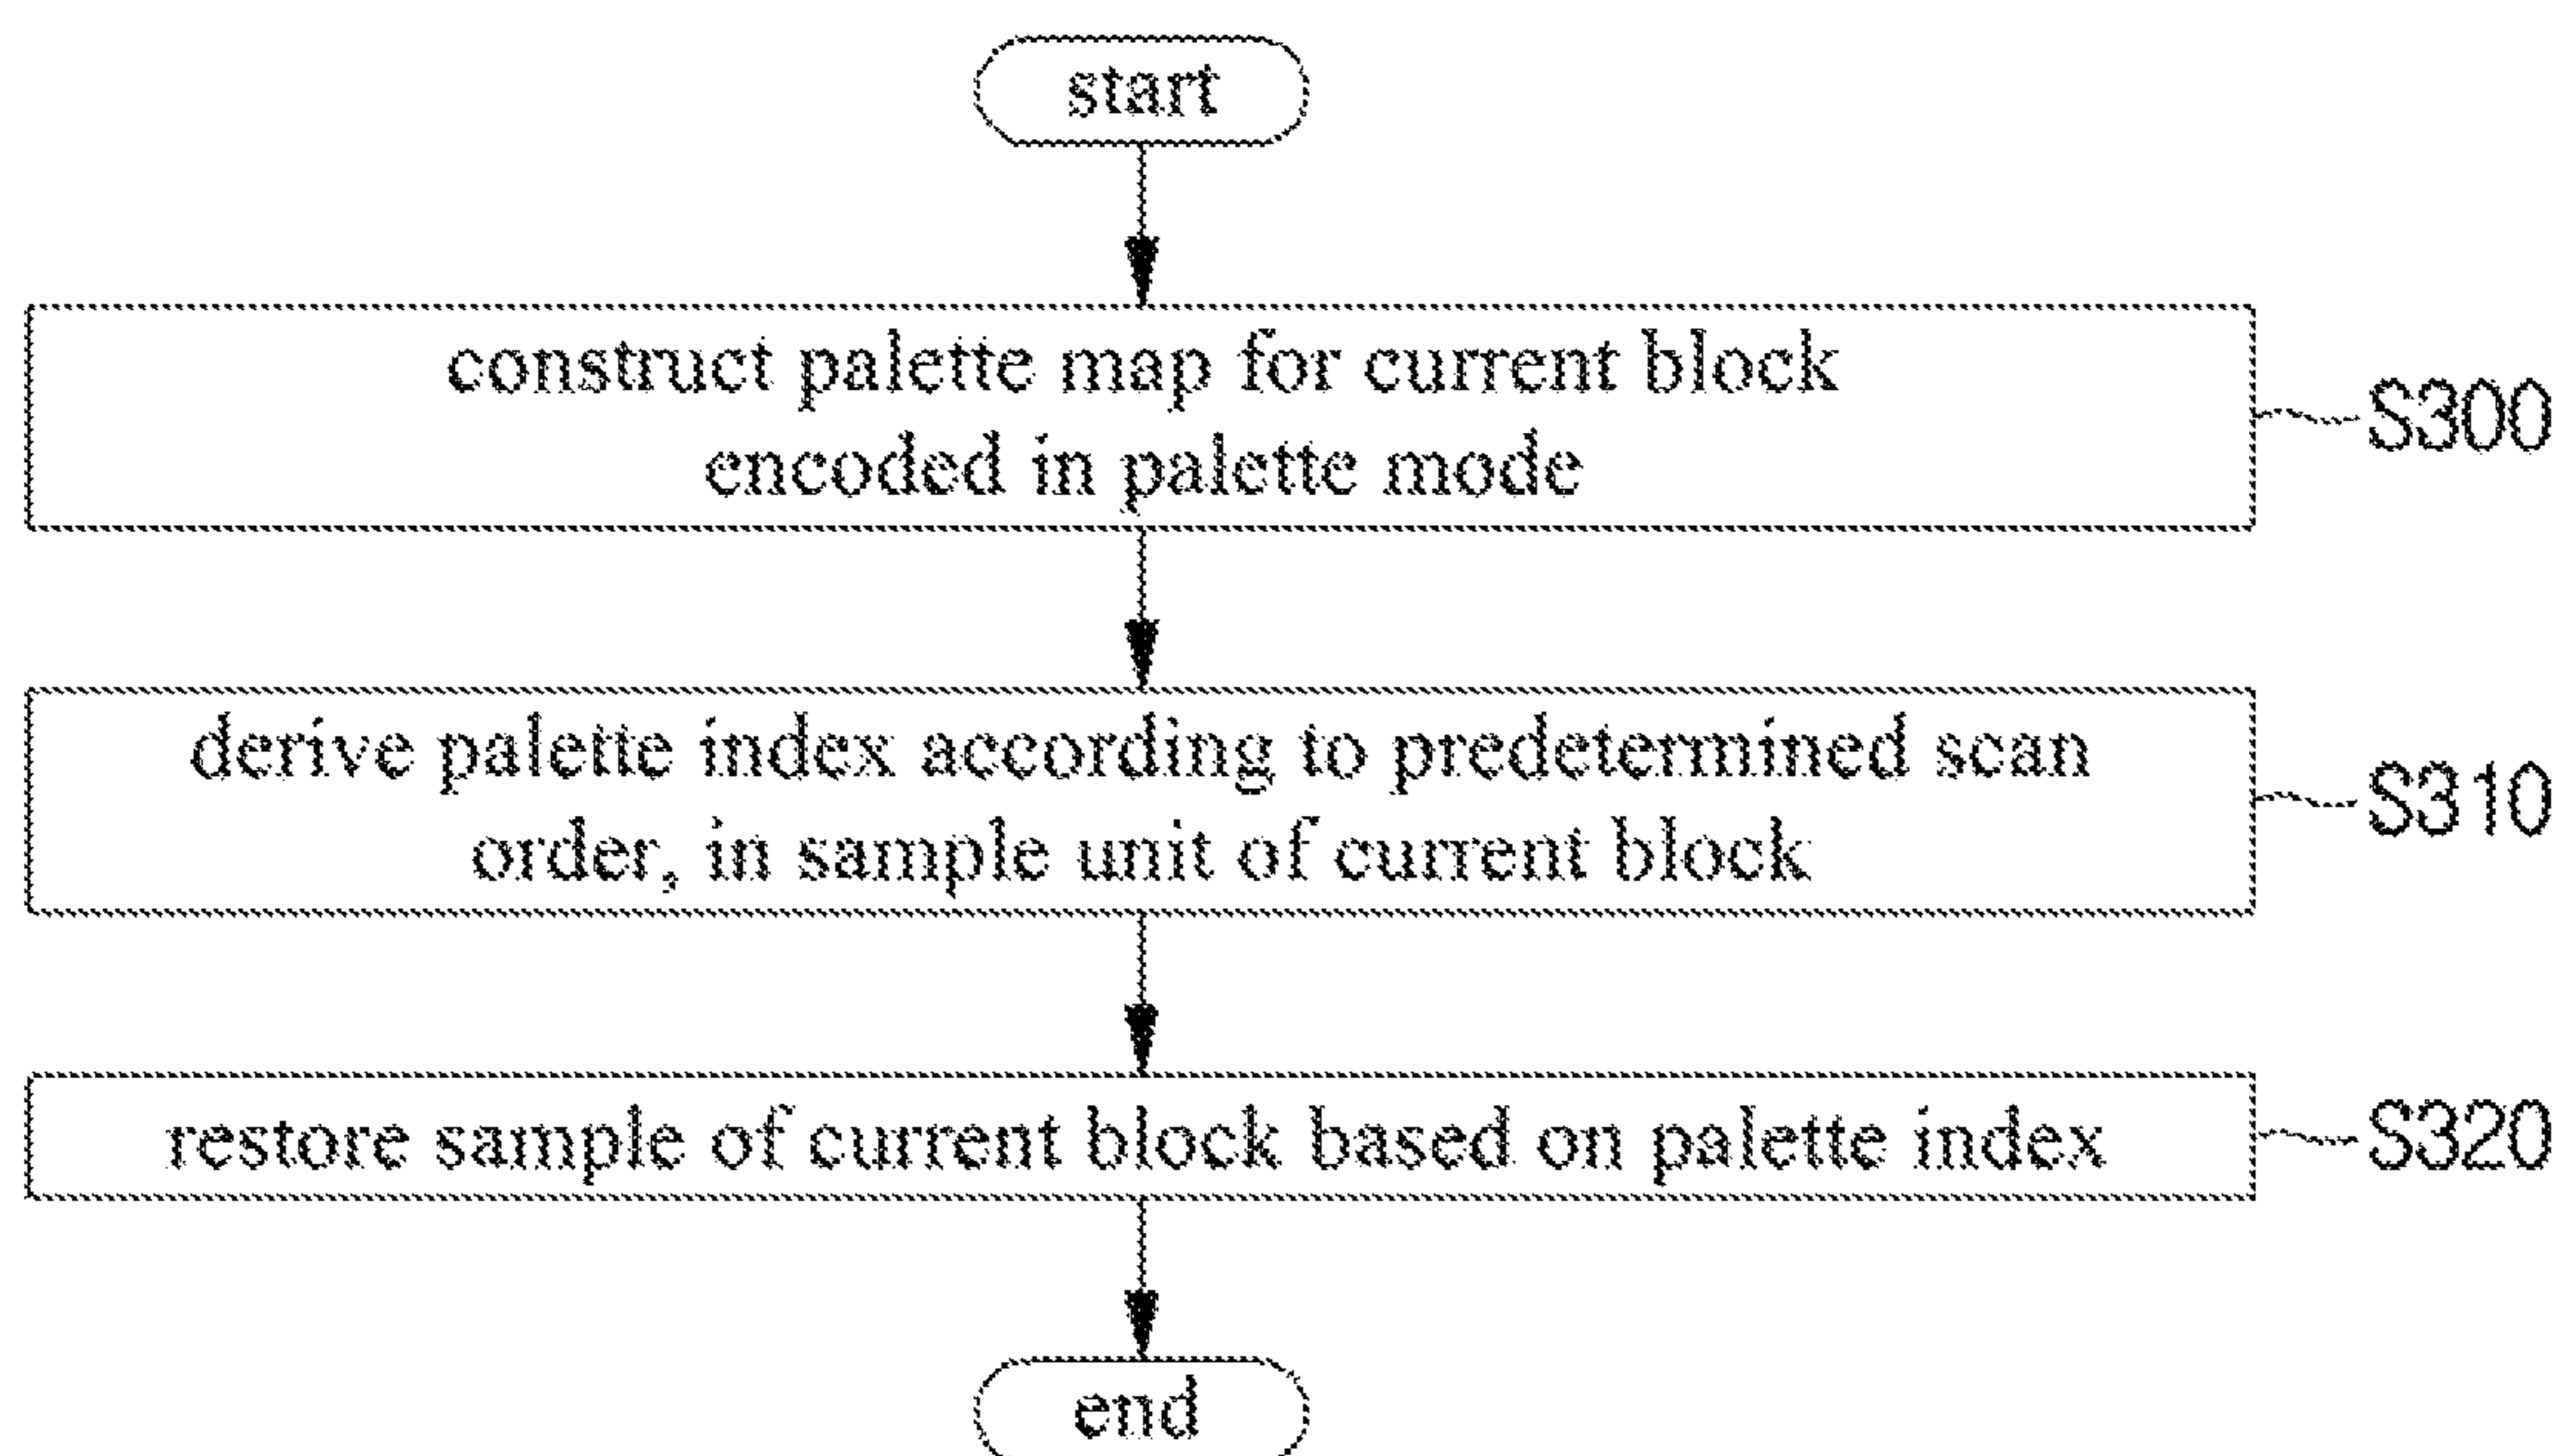 start
construct palette map for current block
encoded in palette mode
S300
derive palette index according to predetermined scan
order, in sample unit of current block
S310
restore sample of current block based on palette index
S320
end